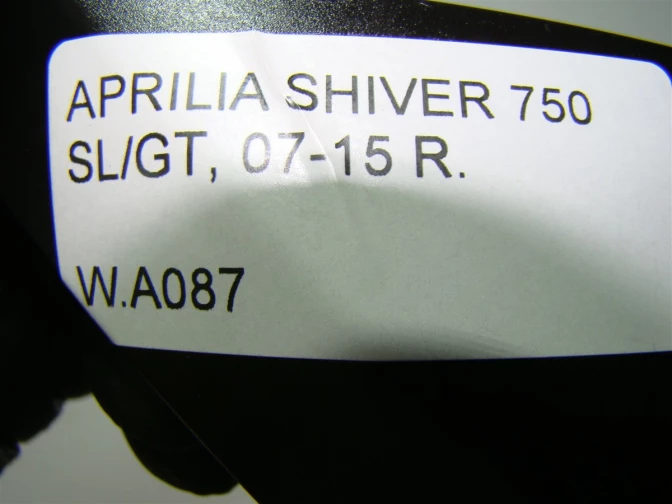 APRILIA SHIVER 750
SL/GT, 07-15 R.
W.A087